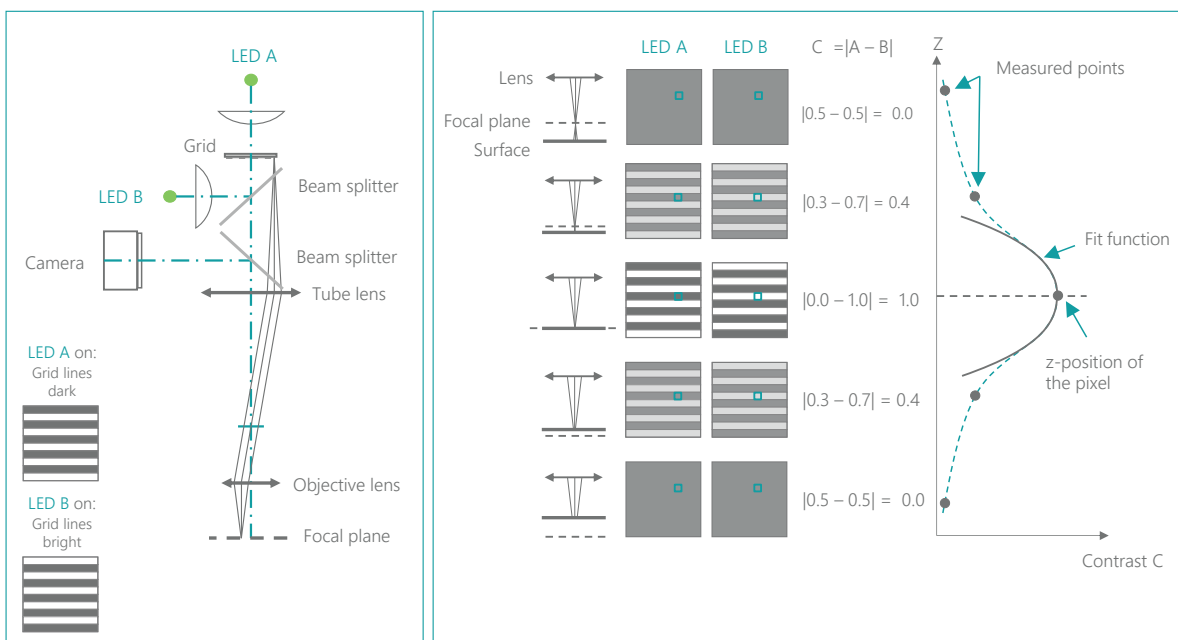 LED A
Grid
LED B
Beam splitter
Camera
Beam splitter
Tube lens
LED A on:
Grid lines
dark
Objective lens
LED B on:
Grid lines
bright
Focal plane
LED A
LED B
C =|A – B|
Z
Lens
Measured points
Focal plane
|0.5 – 0.5| = 0.0
Surface
|0.3 – 0.7| = 0.4
Fit function
|0.0 – 1.0| = 1.0
z-position of
the pixel
|0.3 – 0.7| = 0.4
|0.5 – 0.5| = 0.0
Contrast C